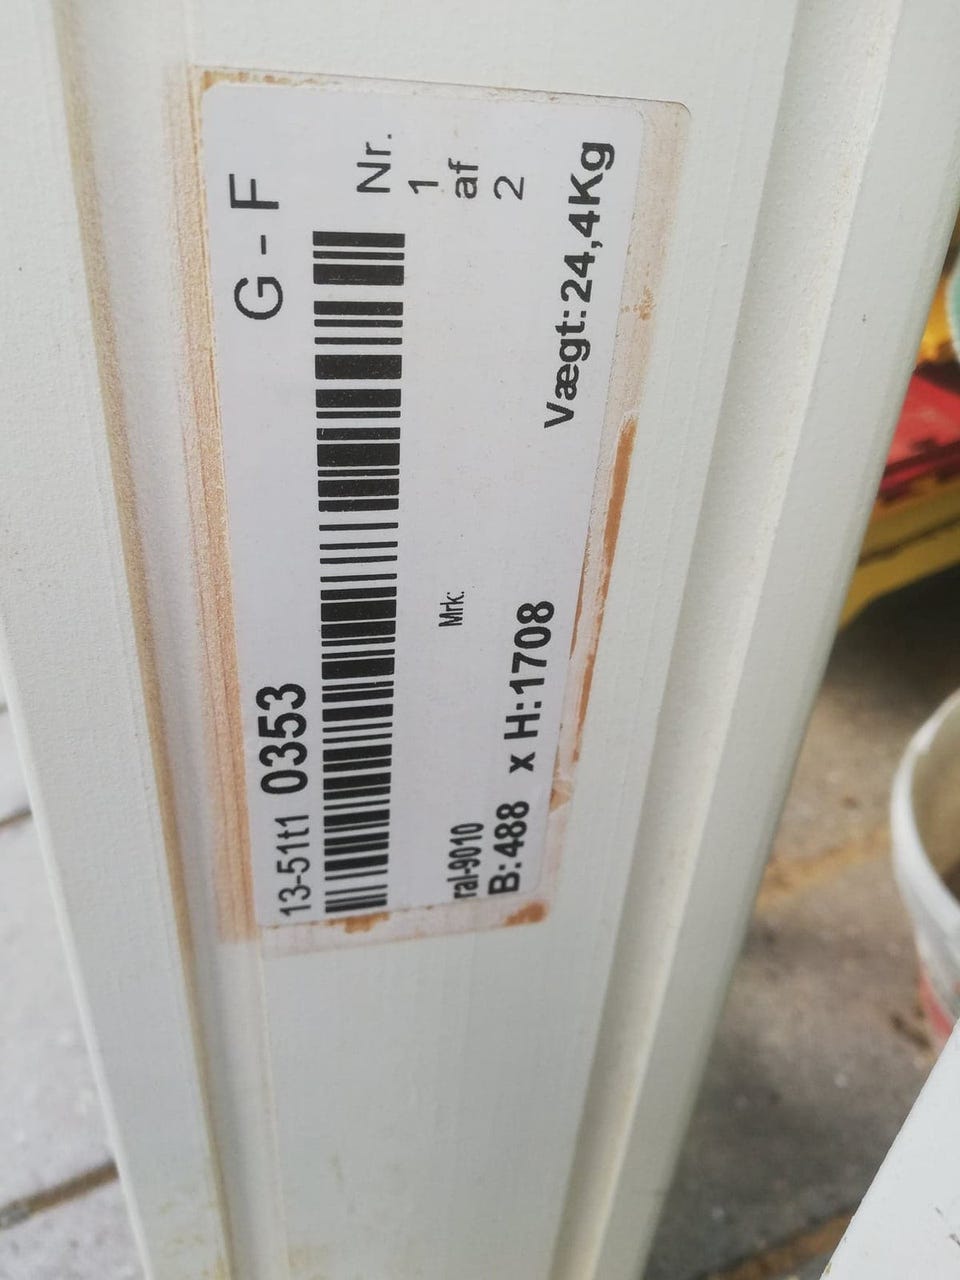 13-51t1 0353 G - F
Nr.
1
af
2
Mrk:
ral-9010
B:488 x H:1708 Vægt:24,4Kg